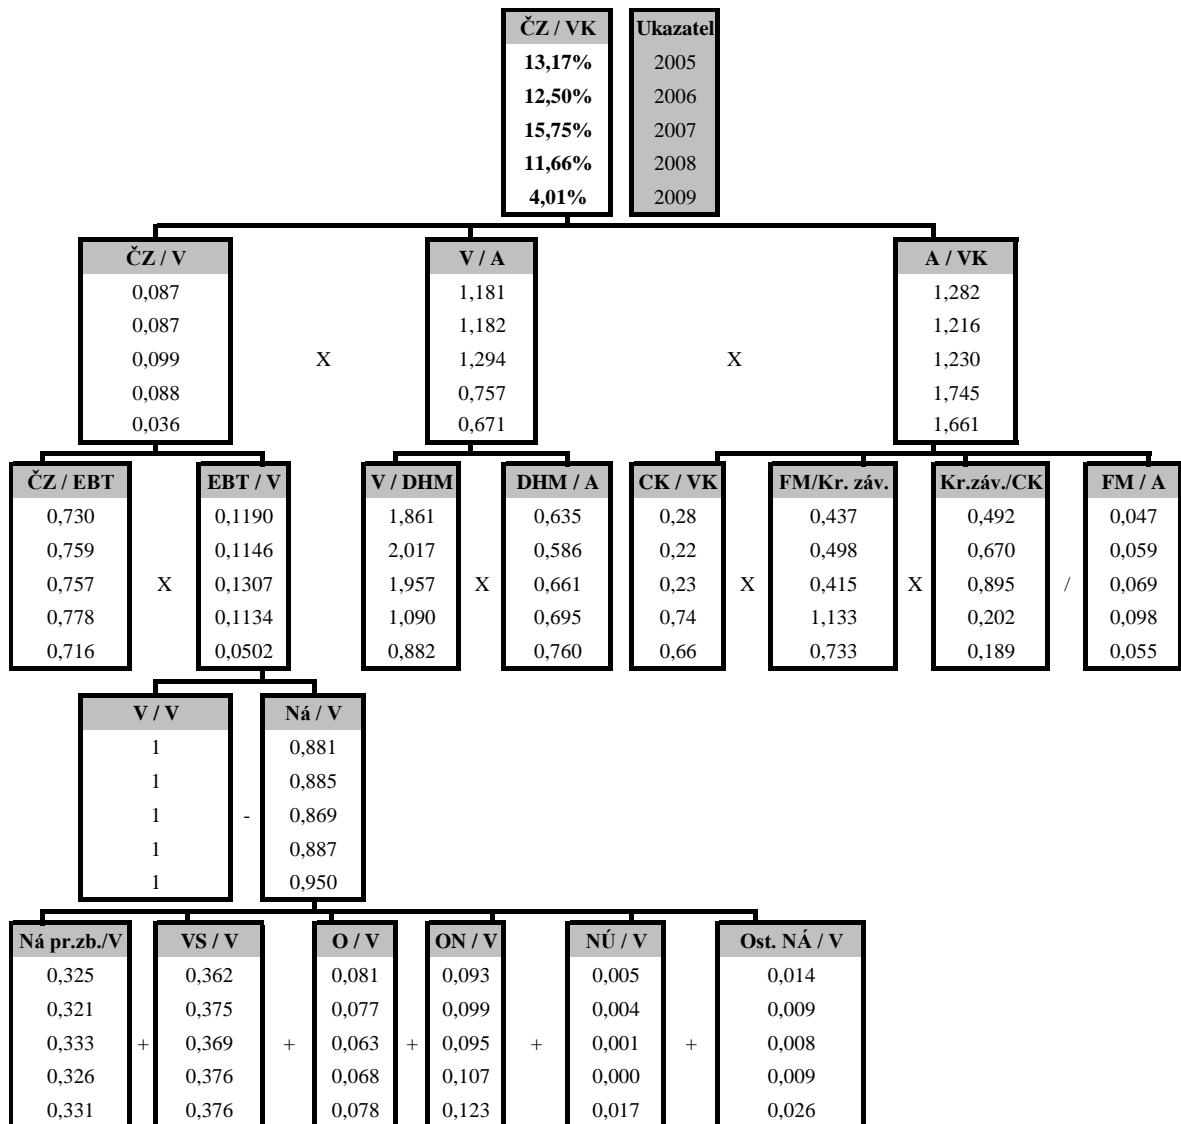 ČZ / VK Ukazatel
13,17% 2005
12,50% 2006
15,75% 2007
11,66% 2008
4,01% 2009
ČZ / V V / A A / VK
0,087 1,181 1,282
0,087 1,182 1,216
0,099 X 1,294 X 1,230
0,088 0,757 1,745
0,036 0,671 1,661
ČZ / EBT EBT / V V / DHM DHM / A CK / VK FM/Kr. záv. Kr.záv./CK FM / A
0,730 0,1190 1,861 0,635 0,28 0,437 0,492 0,047
0,759 0,1146 2,017 0,586 0,22 0,498 0,670 0,059
0,757 X 0,1307 1,957 X 0,661 0,23 X 0,415 X 0,895 / 0,069
0,778 0,1134 1,090 0,695 0,74 1,133 0,202 0,098
0,716 0,0502 0,882 0,760 0,66 0,733 0,189 0,055
V / V Ná / V
1 0,881
1 0,885
1 - 0,869
1 0,887
1 0,950
Ná pr.zb./V VS / V O / V ON / V NÚ / V Ost. NÁ / V
0,325 0,362 0,081 0,093 0,005 0,014
0,321 0,375 0,077 0,099 0,004 0,009
0,333 + 0,369 + 0,063 + 0,095 + 0,001 + 0,008
0,326 0,376 0,068 0,107 0,000 0,009
0,331 0,376 0,078 0,123 0,017 0,026